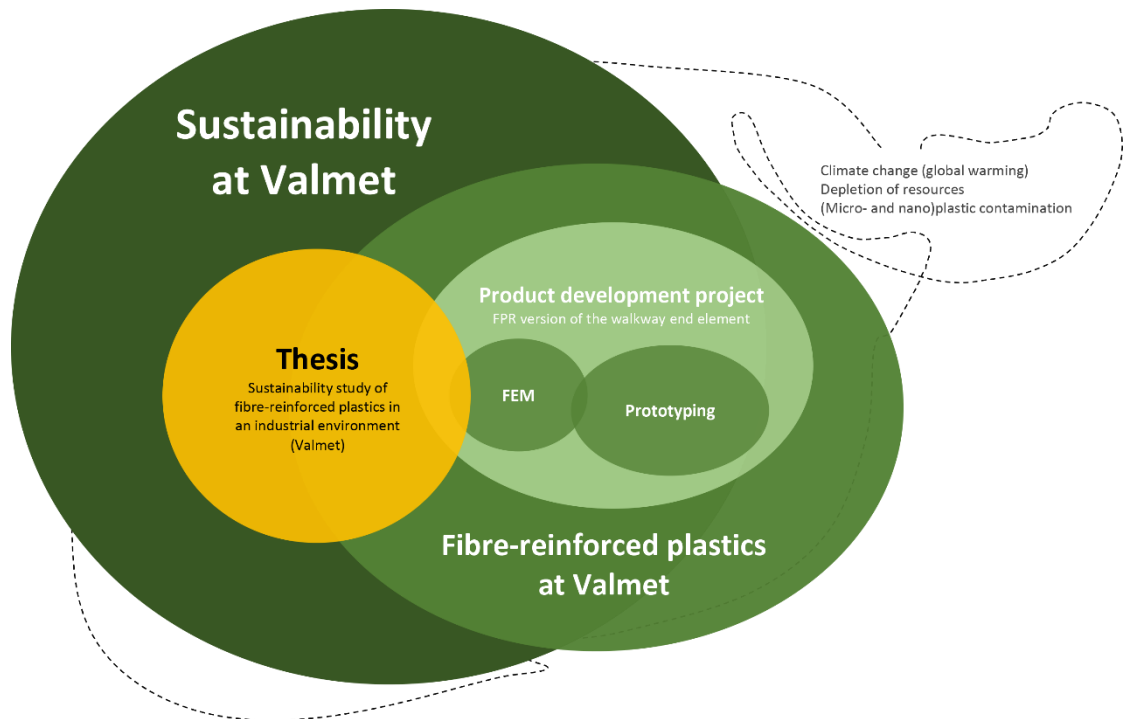 Sustainability
at Valmet
Climate change (global warming)
Depletion of resources
(Micro- and nano)plastic contamination
Product development project
FPR version of the walkway end element
Thesis
Sustainability study of
fibre-reinforced plastics in
an industrial environment
(Valmet)
FEM
Prototyping
Fibre-reinforced plastics
at Valmet